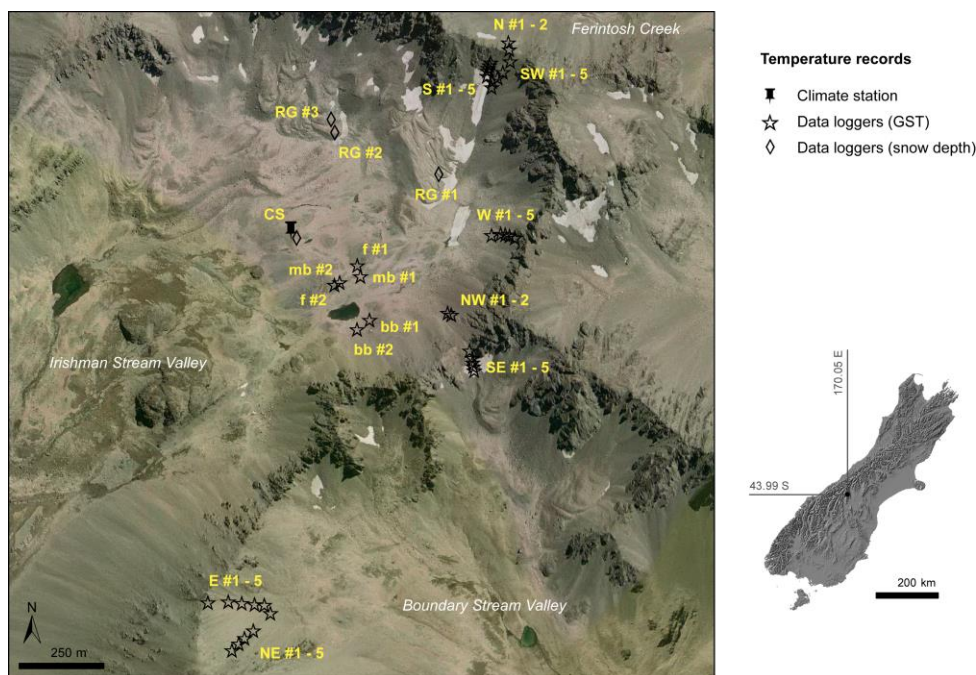 N #1 - 2
Ferintosh Creek
SW #1 - 5
S #1 - 5
RG #3
RG #2
RG #1
CS
W #1 - 5
f #1
mb #2
mb #1
f #2
NW #1 - 2
bb #1
bb #2
SE #1 - 5
Irishman Stream Valley
E #1 - 5
Boundary Stream Valley
NE #1 - 5
N
250 m
Temperature records
Climate station
Data loggers (GST)
Data loggers (snow depth)
170.05 E
43.99 S
200 km